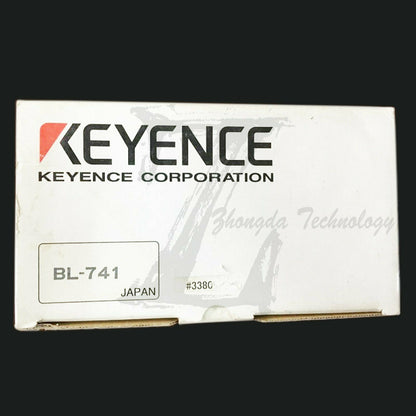 KEYENCE
KEYENCE CORPORATION
Zhongda Technology
BL-741
JAPAN
#3380